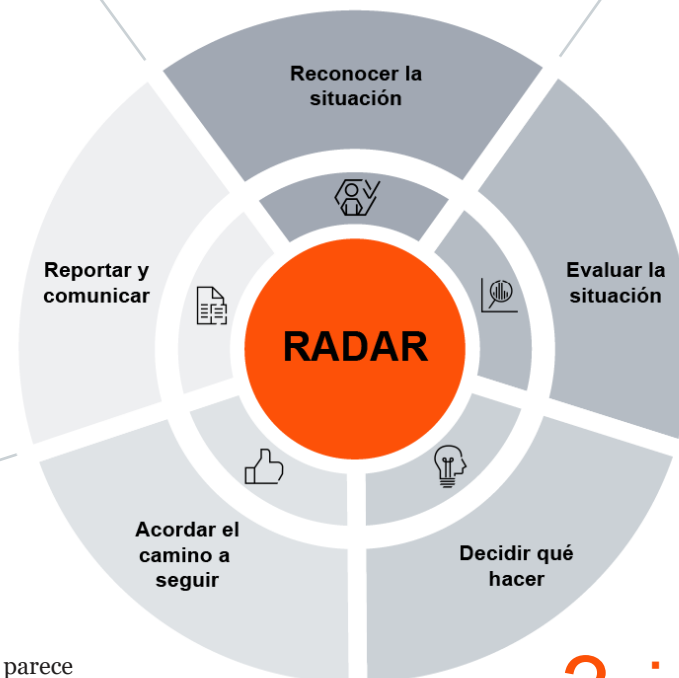 Reconocer la
situación
Evaluar la
situación
Decidir qué
hacer
Acordar el
camino a
seguir
Reportar y
comunicar
RADAR
parece